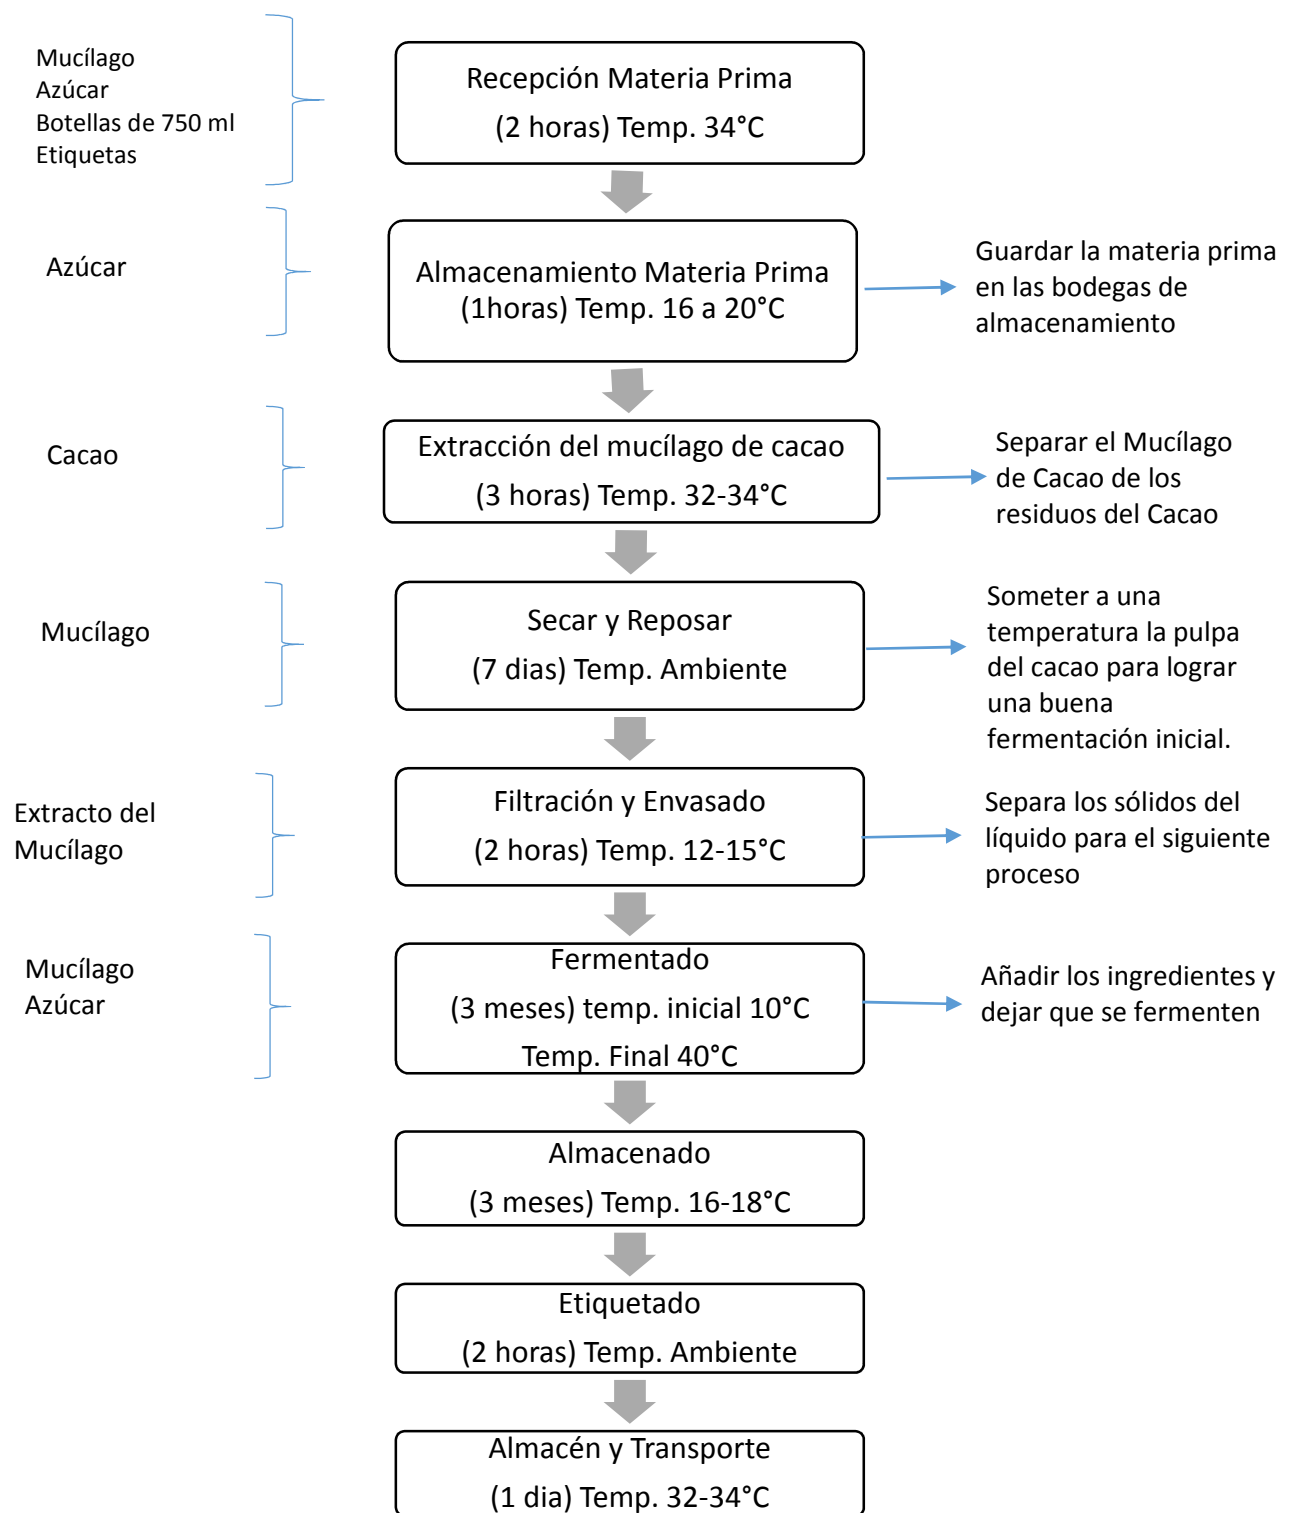 Mucílago
Azúcar
Botellas de 750 ml
Etiquetas
Recepción Materia Prima
(2 horas) Temp. 34°C
Azúcar
Almacenamiento Materia Prima
(1horas) Temp. 16 a 20°C
Guardar la materia prima
en las bodegas de
almacenamiento
Cacao
Extracción del mucílago de cacao
(3 horas) Temp. 32-34°C
Separar el Mucílago
de Cacao de los
residuos del Cacao
Mucílago
Secar y Reposar
(7 dias) Temp. Ambiente
Someter a una
temperatura la pulpa
del cacao para lograr
una buena
fermentación inicial.
Extracto del
Mucílago
Filtración y Envasado
(2 horas) Temp. 12-15°C
Separa los sólidos del
líquido para el siguiente
proceso
Mucílago
Azúcar
Fermentado
(3 meses) temp. inicial 10°C
Temp. Final 40°C
Añadir los ingredientes y
dejar que se fermenten
Almacenado
(3 meses) Temp. 16-18°C
Etiquetado
(2 horas) Temp. Ambiente
Almacén y Transporte
(1 dia) Temp. 32-34°C